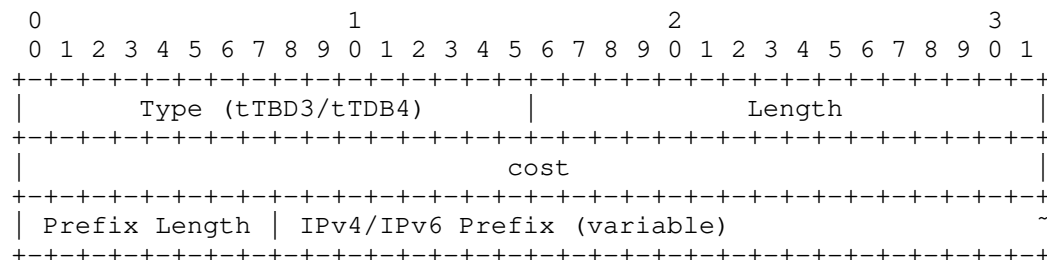 0                   1                   2                   3
 0 1 2 3 4 5 6 7 8 9 0 1 2 3 4 5 6 7 8 9 0 1 2 3 4 5 6 7 8 9 0 1
+-+-+-+-+-+-+-+-+-+-+-+-+-+-+-+-+-+-+-+-+-+-+-+-+-+-+-+-+-+-+-+-+
|       Type (tTBD3/tTDB4)      |             Length            |
+-+-+-+-+-+-+-+-+-+-+-+-+-+-+-+-+-+-+-+-+-+-+-+-+-+-+-+-+-+-+-+-+
|                              cost                             |
+-+-+-+-+-+-+-+-+-+-+-+-+-+-+-+-+-+-+-+-+-+-+-+-+-+-+-+-+-+-+-+-+
| Prefix Length | IPv4/IPv6 Prefix (variable)                   ~
+-+-+-+-+-+-+-+-+-+-+-+-+-+-+-+-+-+-+-+-+-+-+-+-+-+-+-+-+-+-+-+-+